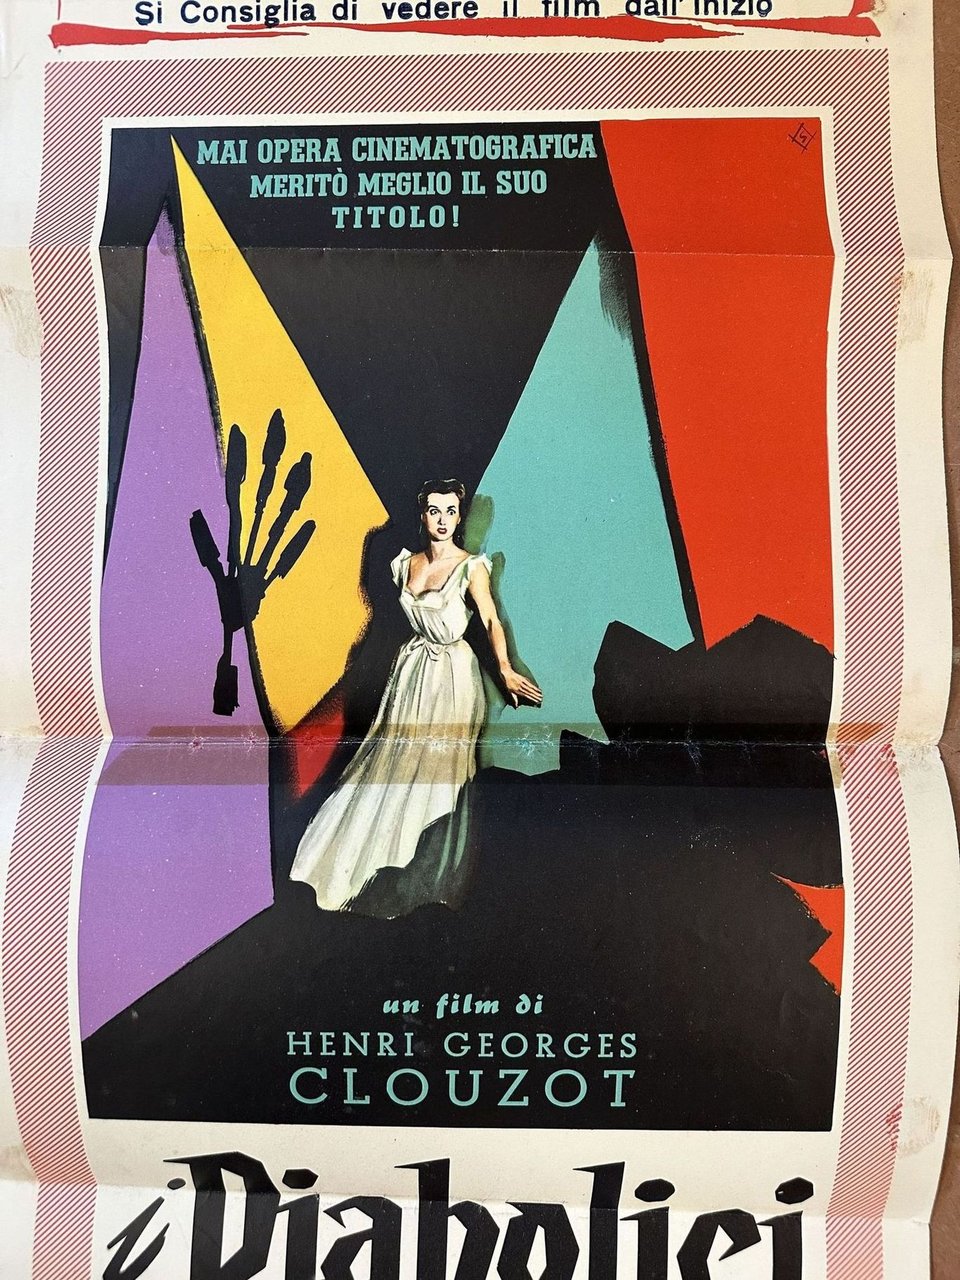 Si Consiglia di vedere il film dall'inizio
MAI OPERA CINEMATOGRAFICA
MERITÒ MEGLIO IL SUO
TITOLO!
un film di
HENRI GEORGES
CLOUZOT
i Diabolici